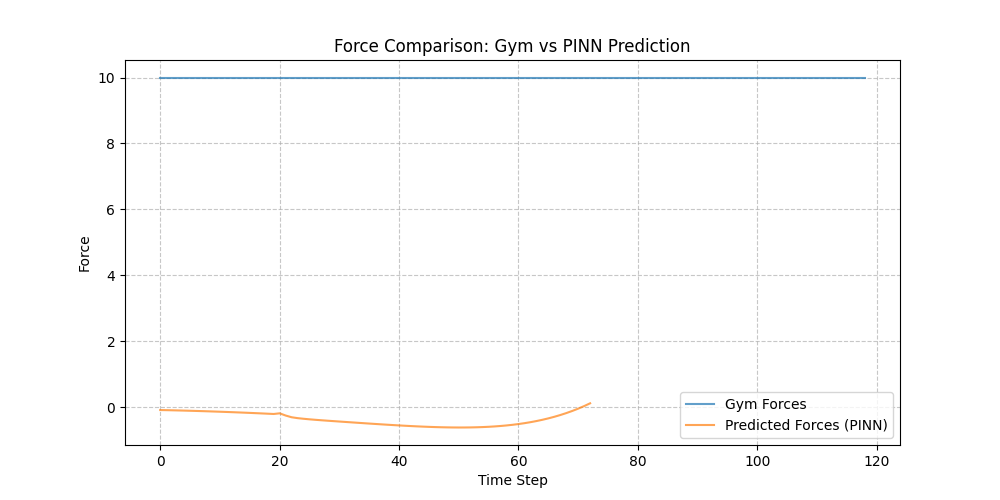 Force Comparison: Gym vs PINN Prediction
Force
10
8
6
4
2
0
0 20 40 60 80 100 120
Time Step
Gym Forces
Predicted Forces (PINN)